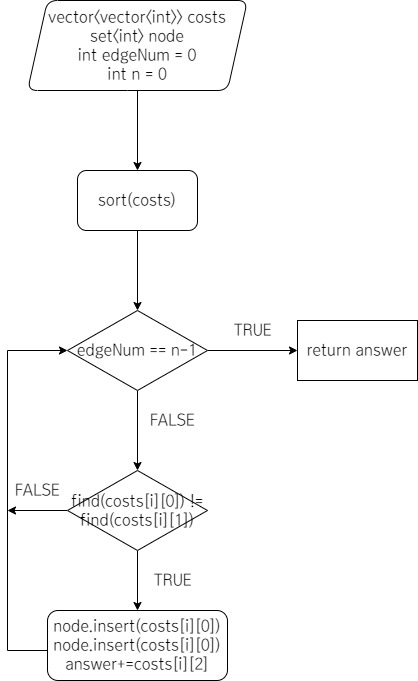 vector<vector<int>> costs
set<int> node
int edgeNum = 0
int n = 0
sort(costs)
edgeNum == n-1
TRUE
return answer
FALSE
FALSE
find(costs[i][0]) !=
find(costs[i][1])
TRUE
node.insert(costs[i][0])
node.insert(costs[i][0])
answer+=costs[i][2]